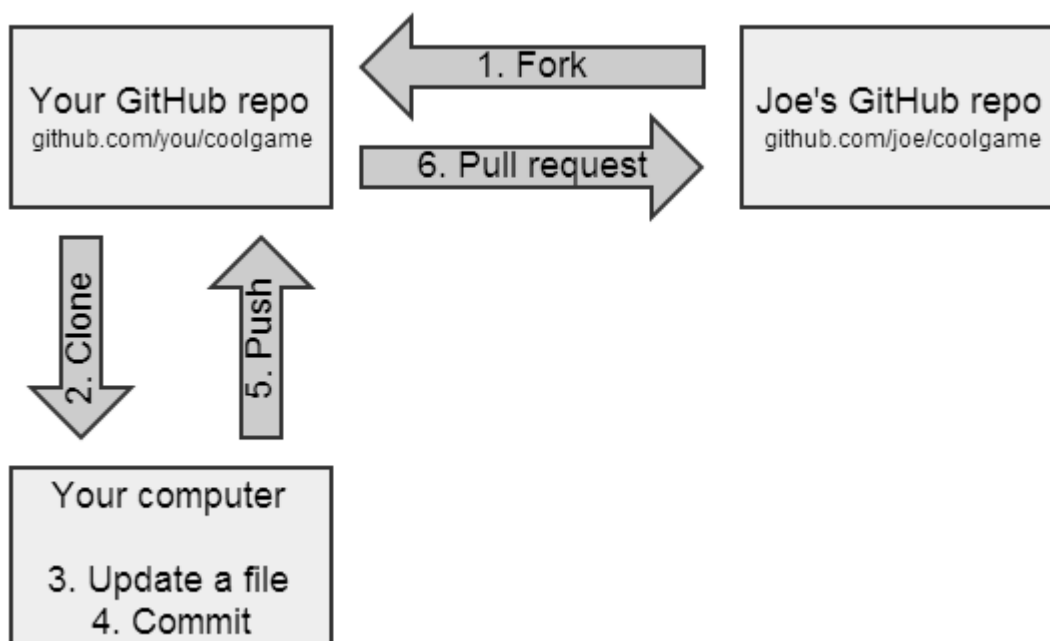 1. Fork
Your GitHub repo
github.com/you/coolgame
Joe's GitHub repo
github.com/joe/coolgame
6. Pull request
2. Clone
5. Push
Your computer
3. Update a file
4. Commit